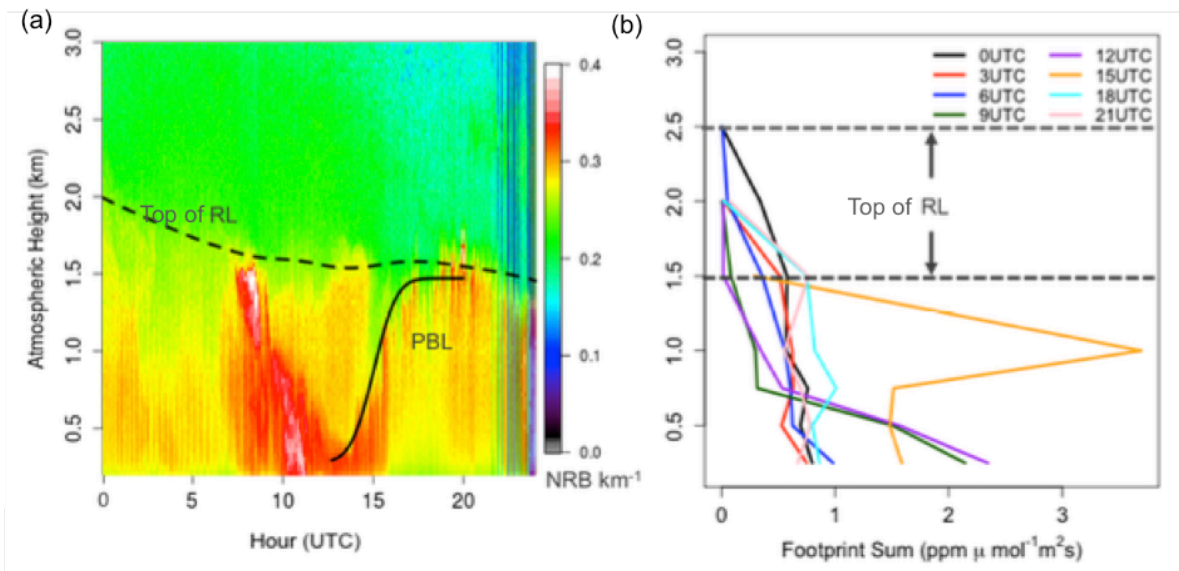 (a)
Atmospheric Height (km)
3.0
2.5
2.0
1.5
1.0
0.5
Top of RL
PBL
0 5 10 15 20
Hour (UTC)
0.4
0.3
0.2
0.1
0.0
NRB km-1
(b)
3.0
2.5
2.0
1.5
1.0
0.5
0UTC 12UTC
3UTC 15UTC
6UTC 18UTC
9UTC 21UTC
Top of RL
0 1 2 3
Footprint Sum (ppm μ mol-1m2s)